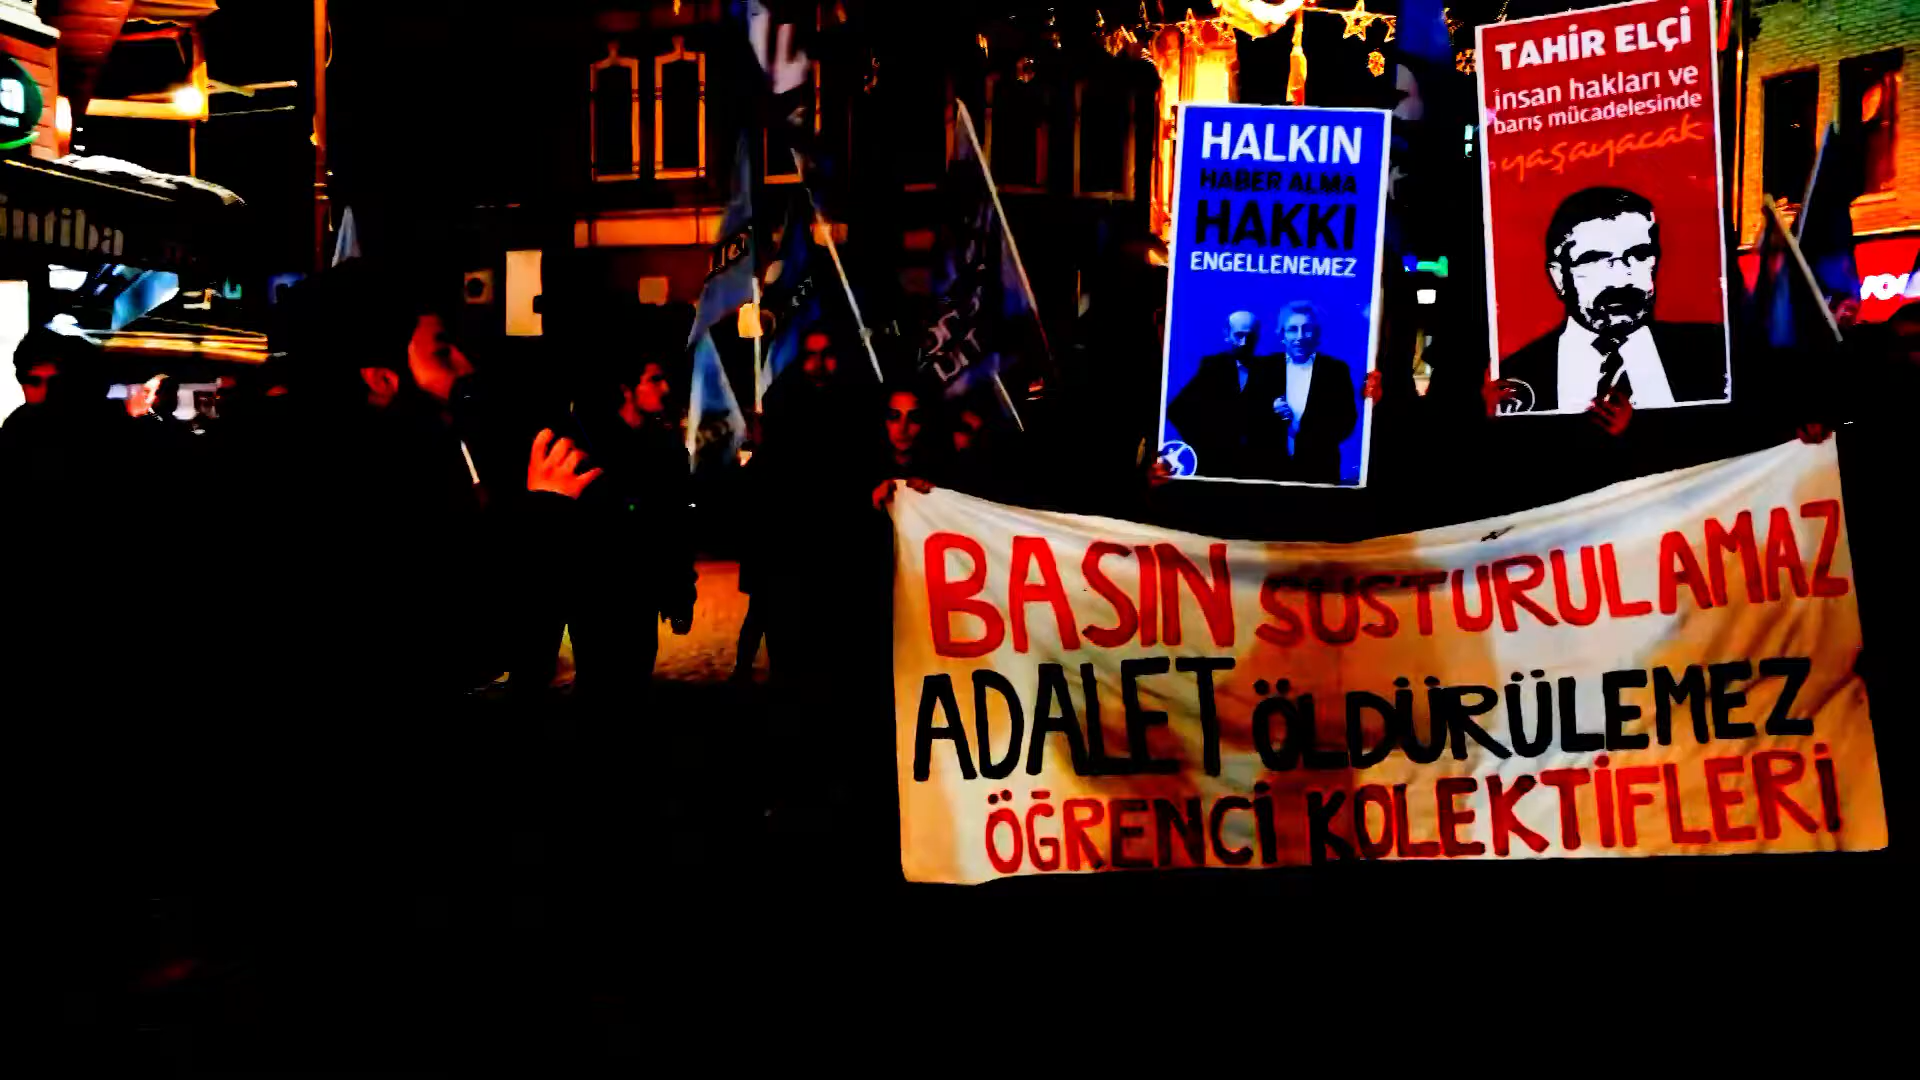 TAHİR ELÇİ
insan hakları ve
barış mücadelesinde
yaşayacak
HALKIN
HABER ALMA
HAKKI
ENGELLENEMEZ
BASIN SUSTURULAMAZ
ADALET ÖLDÜRÜLEMEZ
ÖĞRENCİ KOLEKTİFLERİ